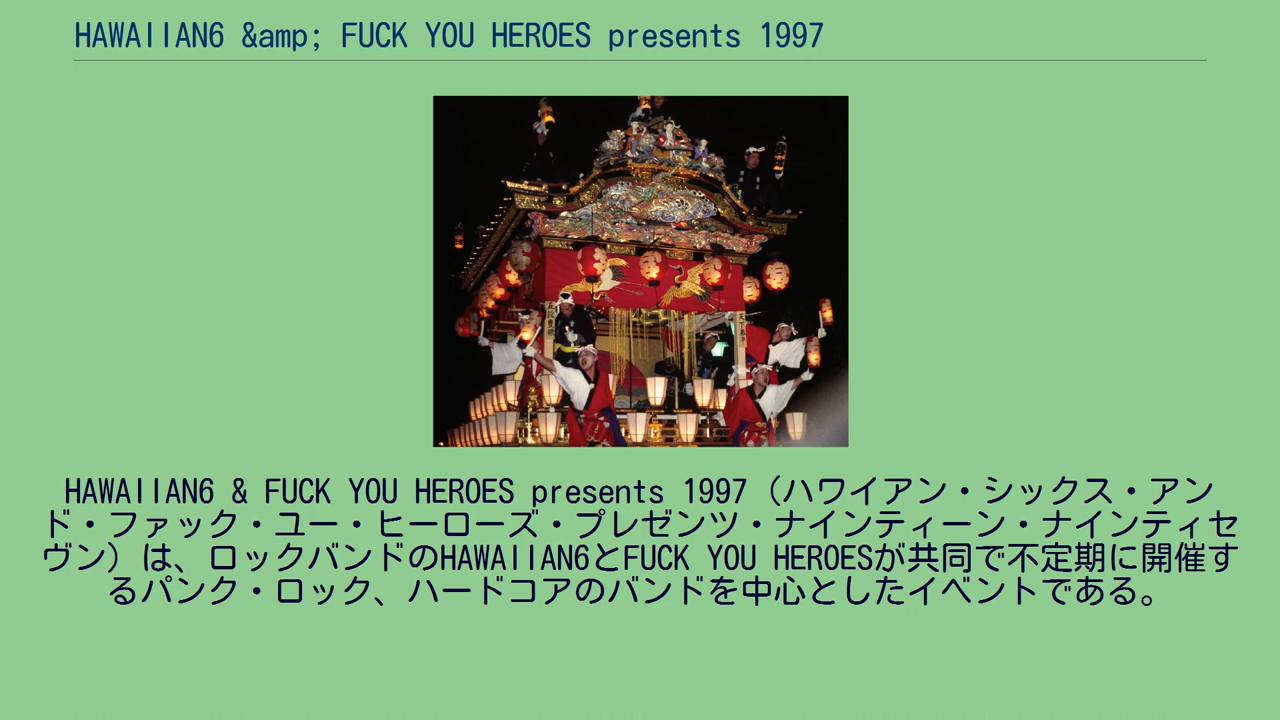 HAWAIIAN6 &amp; FUCK YOU HEROES presents 1997
HAWAIIAN6 & FUCK YOU HEROES presents 1997（ハワイアン・シックス・アン
ド・ファック・ユー・ヒーローズ・プレゼンツ・ナインティーン・ナインティセ
ヴン）は、ロックバンドのHAWAIIAN6とFUCK YOU HEROESが共同で不定期に開催す
るパンク・ロック、ハードコアのバンドを中心としたイベントである。